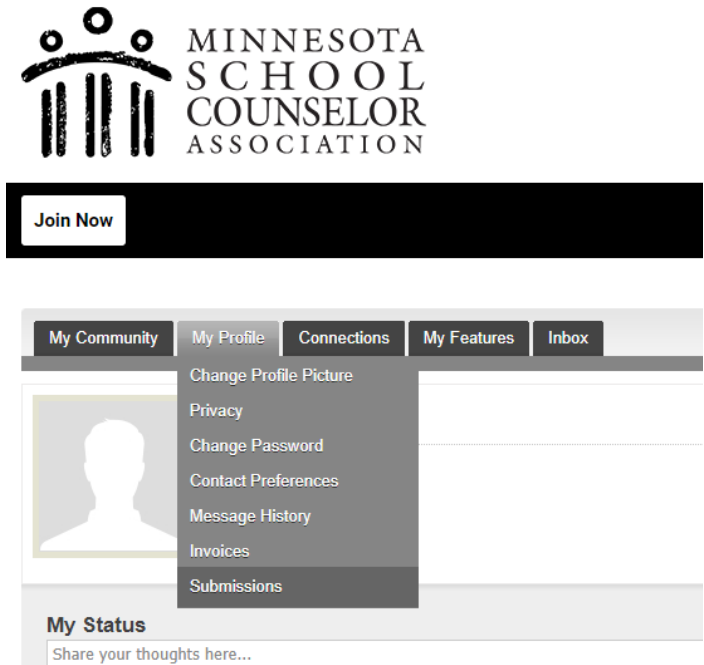 MINNESOTA
SCHOOL
COUNSELOR
ASSOCIATION
Join Now
My Community My Profile Connections My Features Inbox
Change Profile Picture
Privacy
Change Password
Contact Preferences
Message History
Invoices
Submissions
My Status
Share your thoughts here...